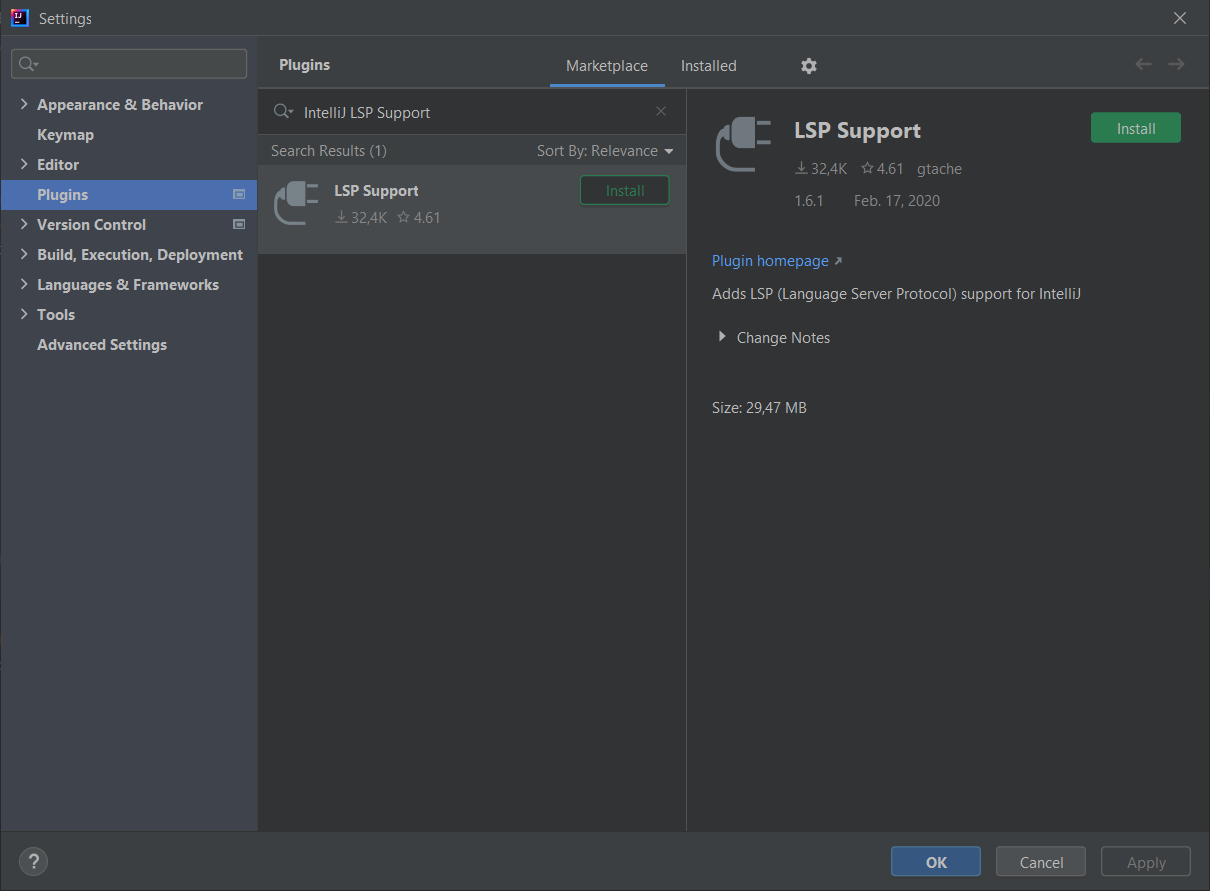 Settings
Plugins
Marketplace
Installed
Appearance & Behavior
Keymap
Editor
Plugins
Version Control
Build, Execution, Deployment
Languages & Frameworks
Tools
Advanced Settings
IntelliJ LSP Support
Search Results (1)
Sort By: Relevance
LSP Support
Install
32,4K 4.61
LSP Support
Install
32,4K 4.61 gtache
1.6.1 Feb. 17, 2020
Plugin homepage
Adds LSP (Language Server Protocol) support for IntelliJ
Change Notes
Size: 29,47 MB
?
OK
Cancel
Apply